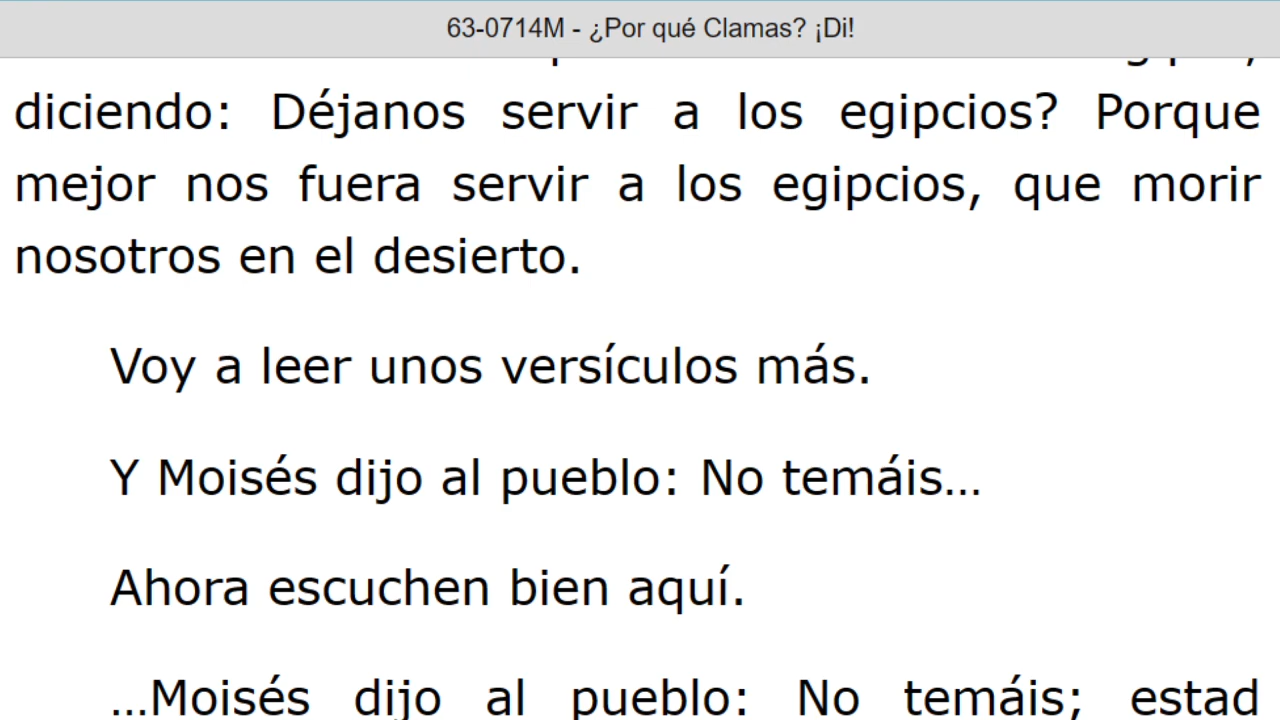 63-0714M - ¿Por qué Clamas? ¡Di!
diciendo: Déjanos servir a los egipcios? Porque
mejor nos fuera servir a los egipcios, que morir
nosotros en el desierto.
Voy a leer unos versículos más.
Y Moisés dijo al pueblo: No temáis…
Ahora escuchen bien aquí.
…Moisés dijo al pueblo: No temáis; estad